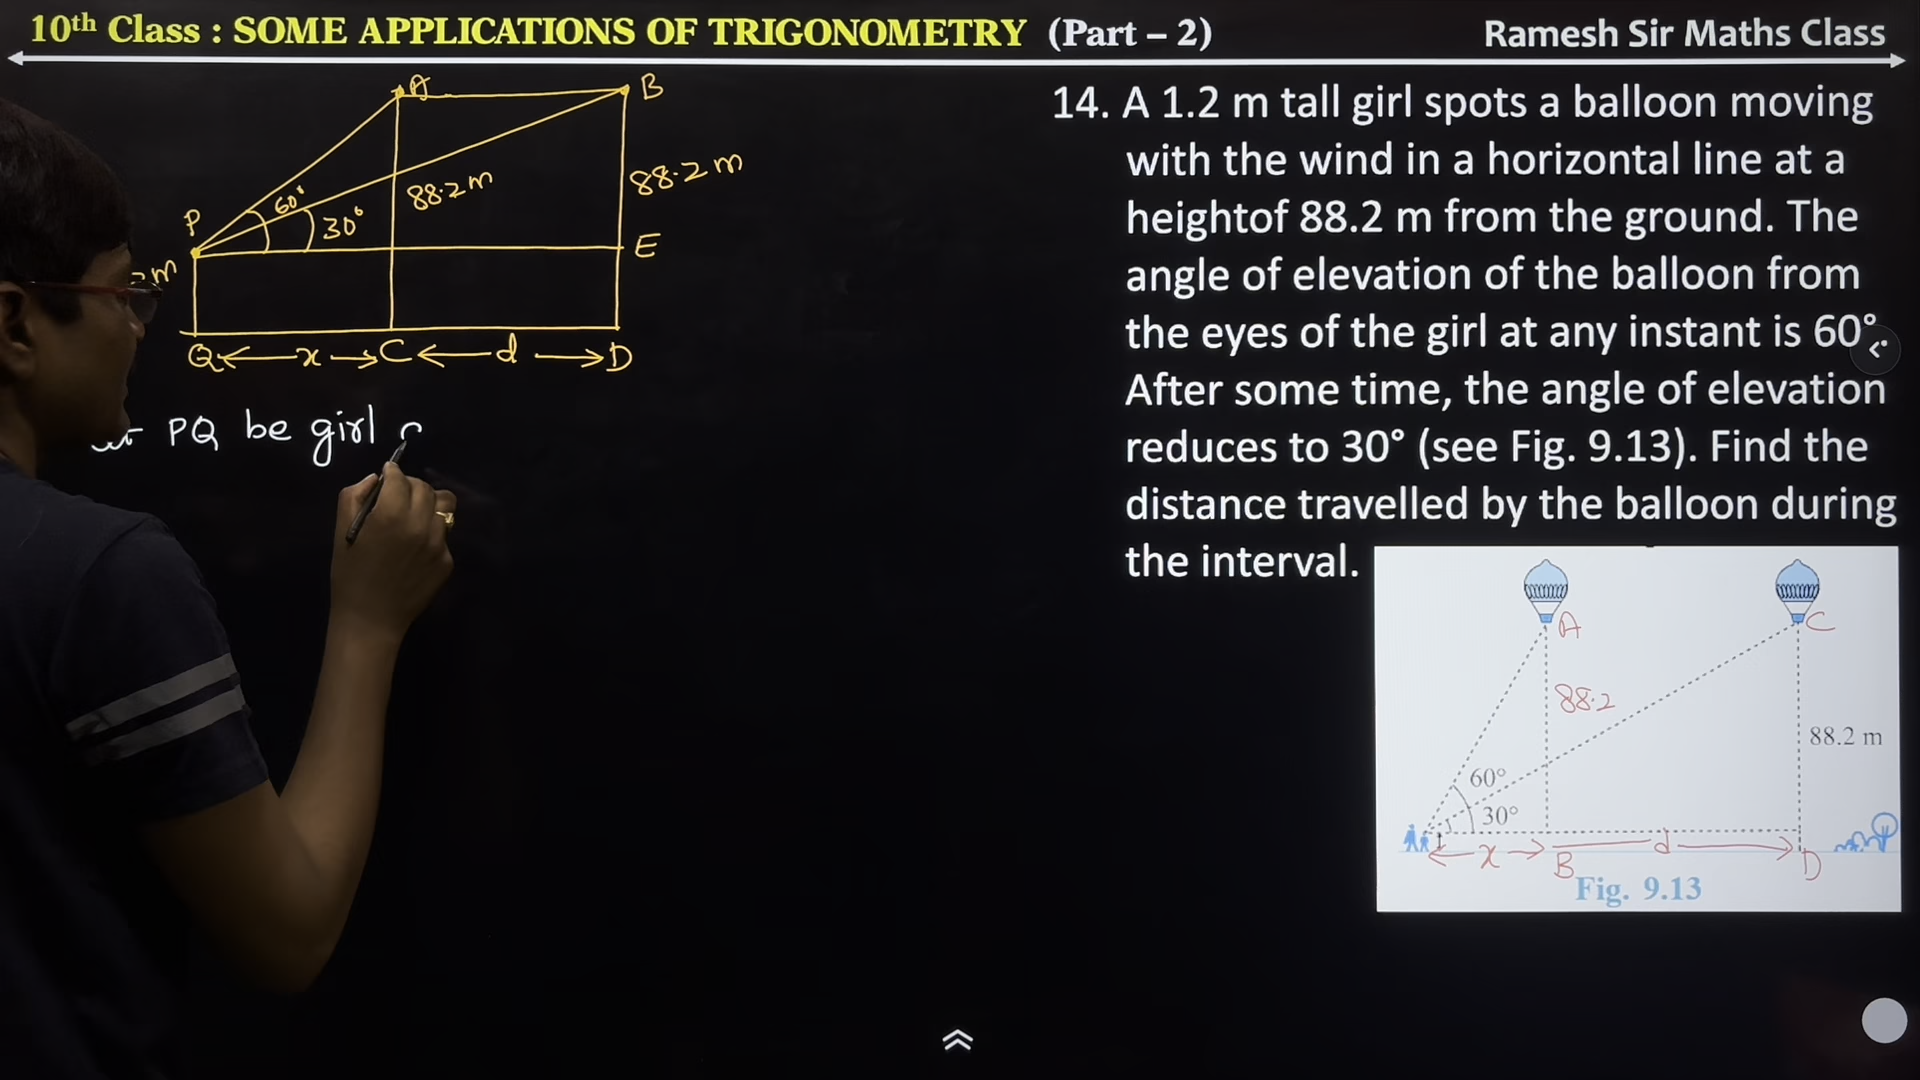 10th Class : SOME APPLICATIONS OF TRIGONOMETRY (Part – 2)
Ramesh Sir Maths Class
A
B
88.2 m
88.2 m
P
60°
30°
E
m
Q x C d D
PQ be girl
14. A 1.2 m tall girl spots a balloon moving
with the wind in a horizontal line at a
heightof 88.2 m from the ground. The
angle of elevation of the balloon from
the eyes of the girl at any instant is 60°.
After some time, the angle of elevation
reduces to 30° (see Fig. 9.13). Find the
distance travelled by the balloon during
the interval.
A
C
88.2
88.2 m
60°
30°
x B d D
Fig. 9.13